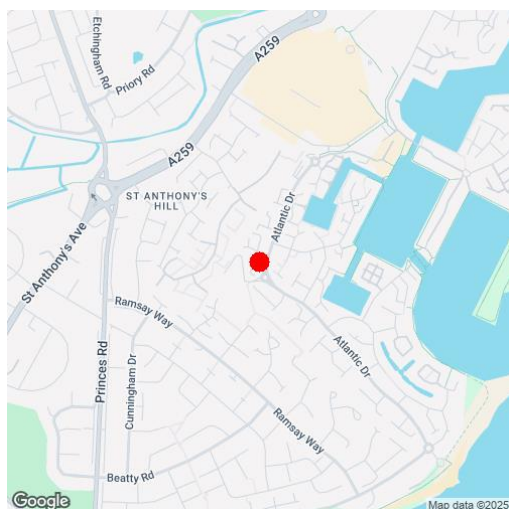 Etchingham Rd
Priory Rd
A259
A259
ST ANTHONY'S
HILL
St Anthony's Ave
Atlantic Dr
Ramsay Way
Princes Rd
Cunningham Dr
Atlantic Dr
Ramsay Way
Beatty Rd
Google
Map data ©2025